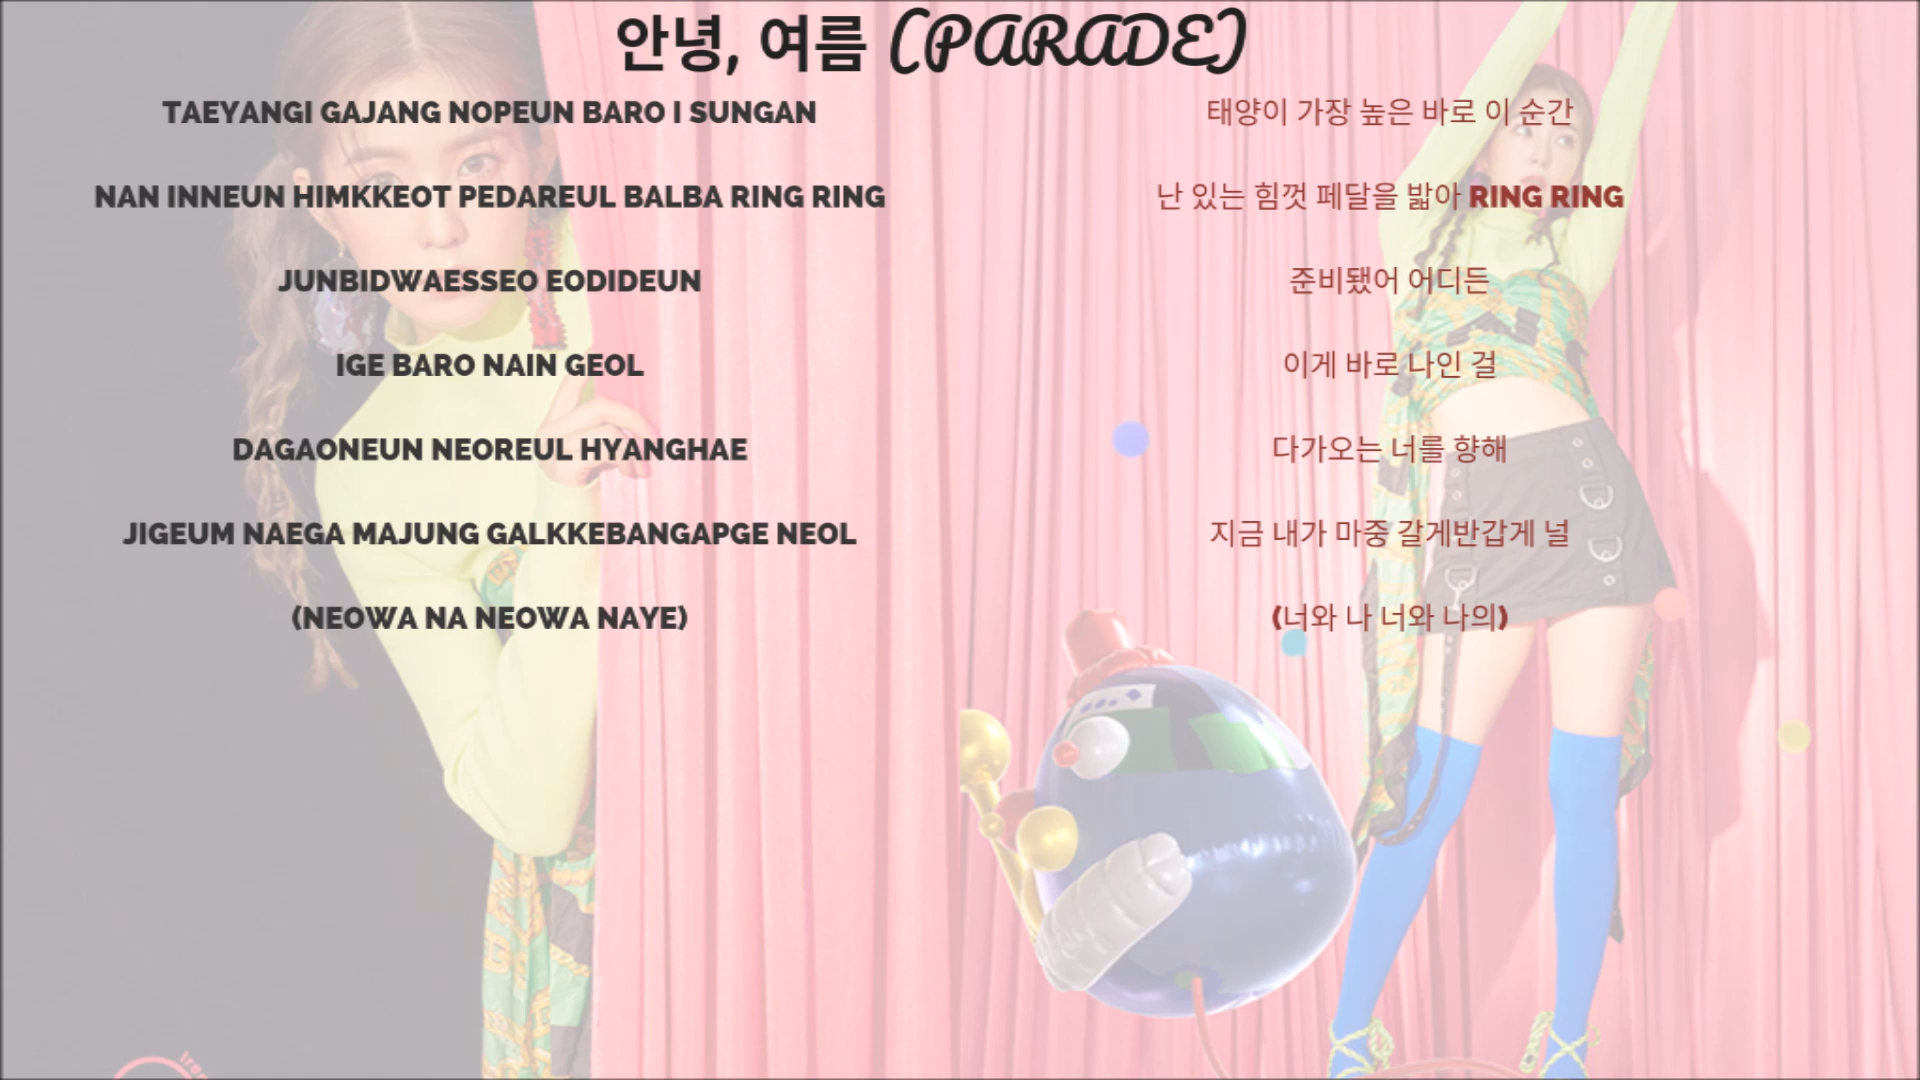 안녕, 여름 (PARADE)
TAEYANGI GAJANG NOPEUN BARO I SUNGAN
NAN INNEUN HIMKKEOT PEDAREUL BALBA RING RING
JUNBIDWAESSEO EODIDEUN
IGE BARO NAIN GEOL
DAGAONEUN NEOREUL HYANGHAE
JIGEUM NAEGA MAJUNG GALKKEBANGAPGE NEOL
(NEOWA NA NEOWA NAYE)
태양이 가장 높은 바로 이 순간
난 있는 힘껏 페달을 밟아 RING RING
준비됐어 어디든
이게 바로 나인 걸
다가오는 너를 향해
지금 내가 마중 갈게반갑게 널
(너와 나 너와 나의)